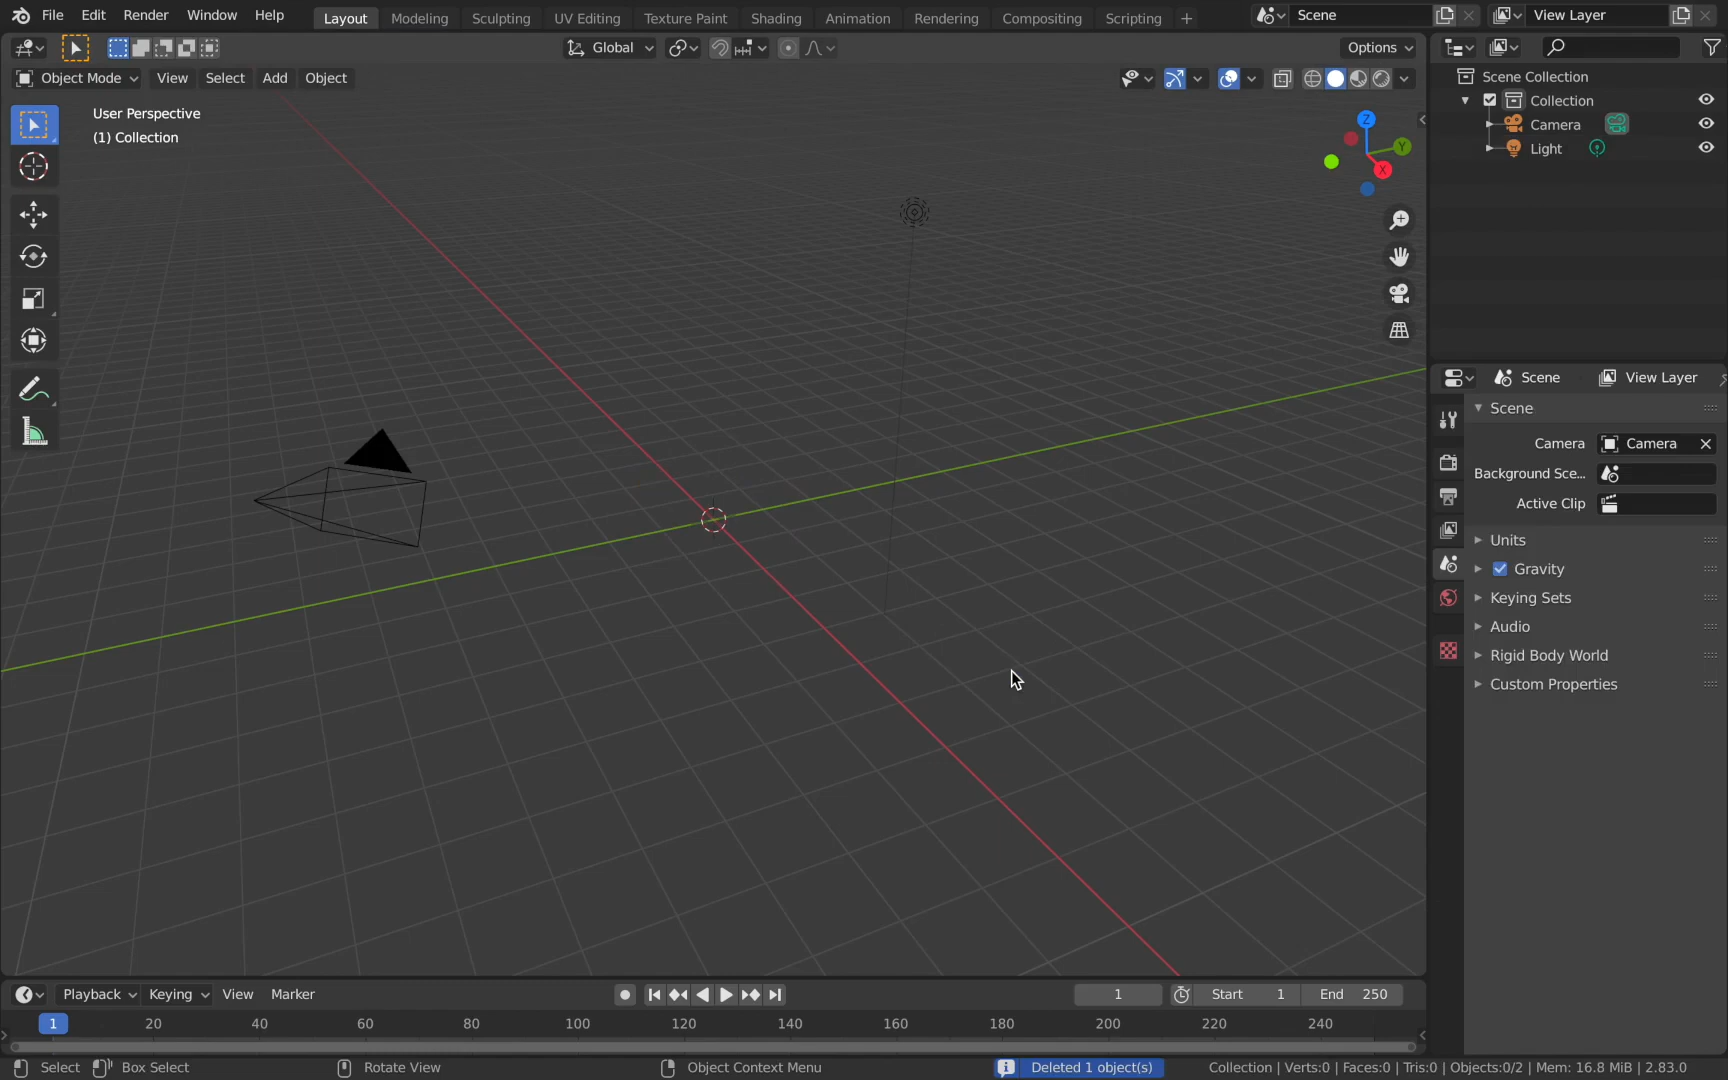 File Edit Render Window Help Layout Modeling Sculpting UV Editing Texture Paint Shading Animation Rendering Compositing Scripting + Scene View Layer
Global Options
Object Mode View Select Add Object
User Perspective
(1) Collection
Z
Y
X
Scene Collection
Collection
Camera
Light
Scene View Layer
Scene
Camera Camera
Background Sce...
Active Clip
Units
Gravity
Keying Sets
Audio
Rigid Body World
Custom Properties
Playback Keying View Marker 1 Start 1 End 250
1 20 40 60 80 100 120 140 160 180 200 220 240
Select Box Select Rotate View Object Context Menu Deleted 1 object(s) Collection | Verts:0 | Faces:0 | Tris:0 | Objects:0/2 | Mem: 16.8 MiB | 2.83.0